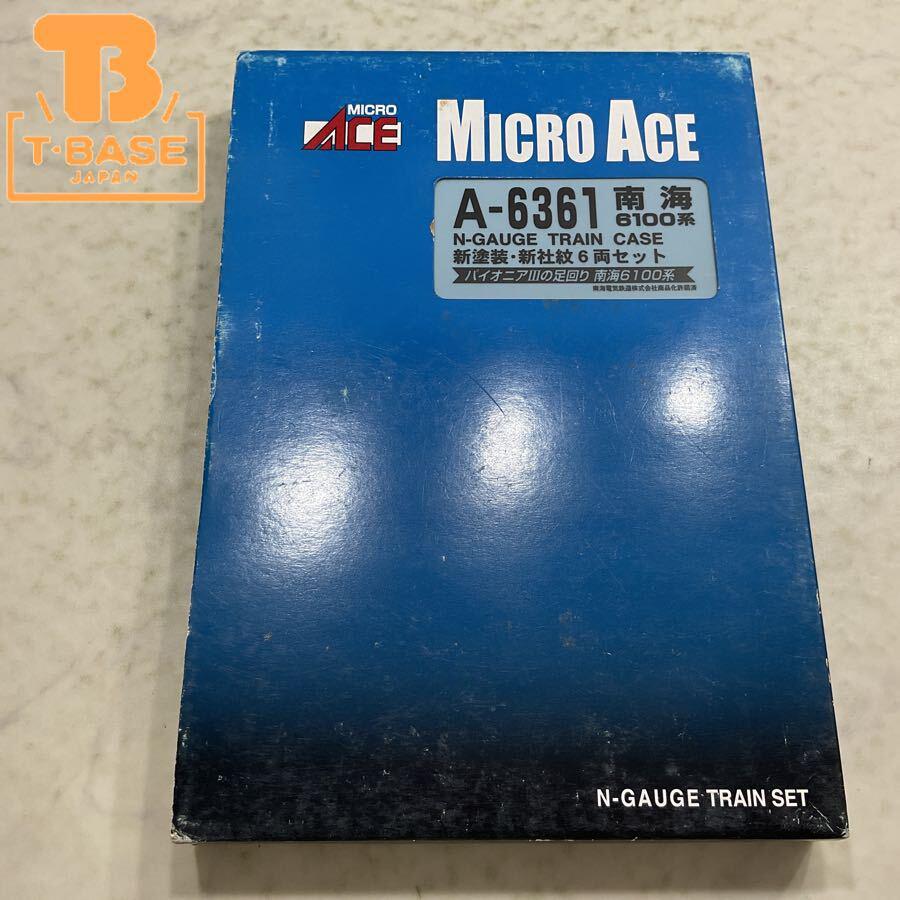 T·BASE
JAPAN
MICRO
ACE
MICRO ACE
A-6361 南海
6100系
N-GAUGE TRAIN CASE
新塗装・新社紋6両セット
パイオニアIIIの足回り 南海6100系
南海電気鉄道株式会社商品化許諾済
N-GAUGE TRAIN SET